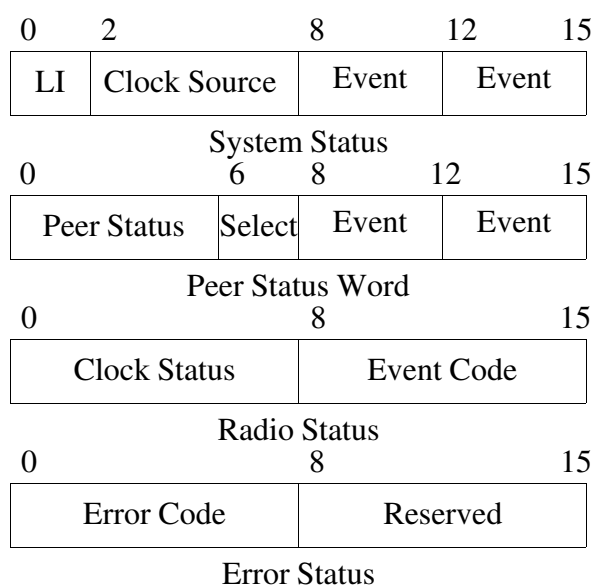 0 2 8 12 15
LI Clock Source Event Event
System Status
0 6 8 12 15
Peer Status Select Event Event
Peer Status Word
0 8 15
Clock Status Event Code
Radio Status
0 8 15
Error Code Reserved
Error Status